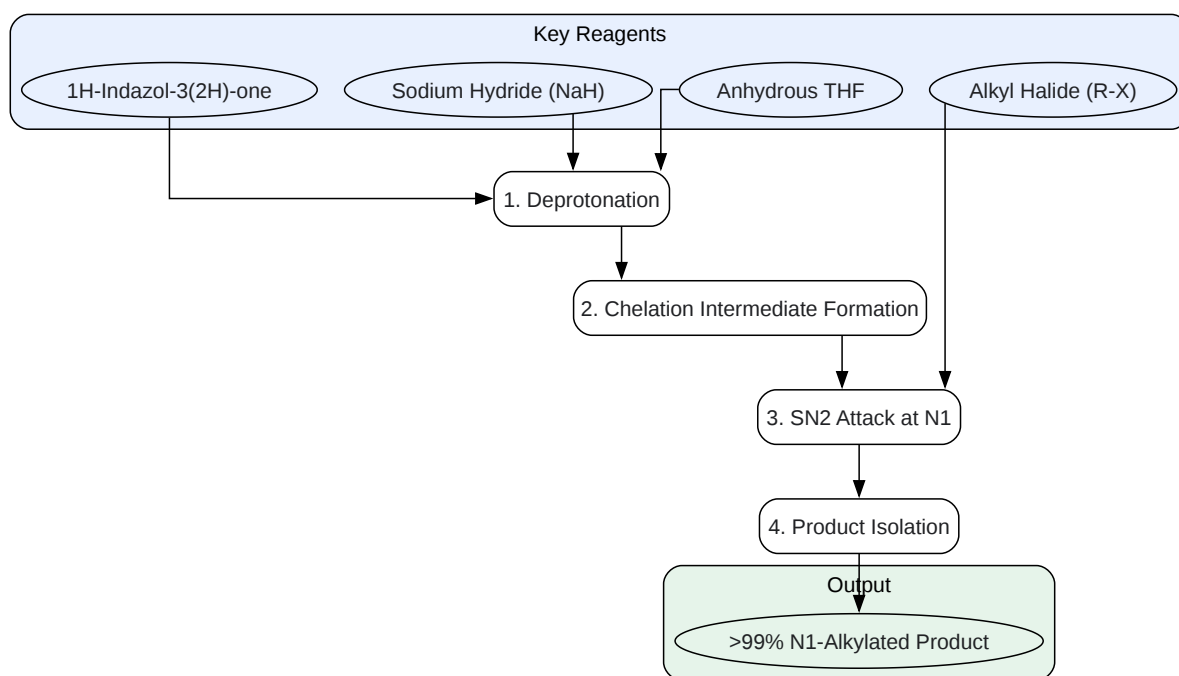 Key Reagents
1H-Indazol-3(2H)-one
Sodium Hydride (NaH)
Anhydrous THF
Alkyl Halide (R-X)
1. Deprotonation
2. Chelation Intermediate Formation
3. SN2 Attack at N1
4. Product Isolation
Output
>99% N1-Alkylated Product